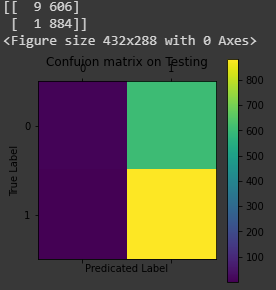 [[  9 606]
 [  1 884]]
<Figure size 432x288 with 0 Axes>
Confuion matrix on Testing
0 1
800
700
0
600
500
True Label
400
300
1
200
100
Predicated Label